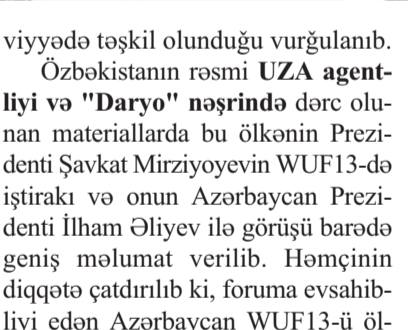 viyyədə təşkil olunduğu vurğulanıb.
Özbəkistanın rəsmi UZA agent-
liyi və "Daryo" nəşrində dərc olu-
nan materiallarda bu ölkənin Prezi-
denti Şavkat Mirziyoyevin WUF13-də
iştirakı və onun Azərbaycan Prezi-
denti İlham Əliyev ilə görüşü barədə
geniş məlumat verilib. Həmçinin
diqqətə çatdırılıb ki, foruma evsahib-
liyi edən Azərbaycan WUF13-ü öl-